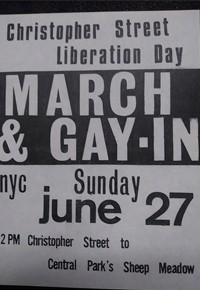 Christopher Street
Liberation Day
MARCH
& GAY-IN
nyc Sunday
june 27
2 PM Christopher Street to
Central Park's Sheep Meadow